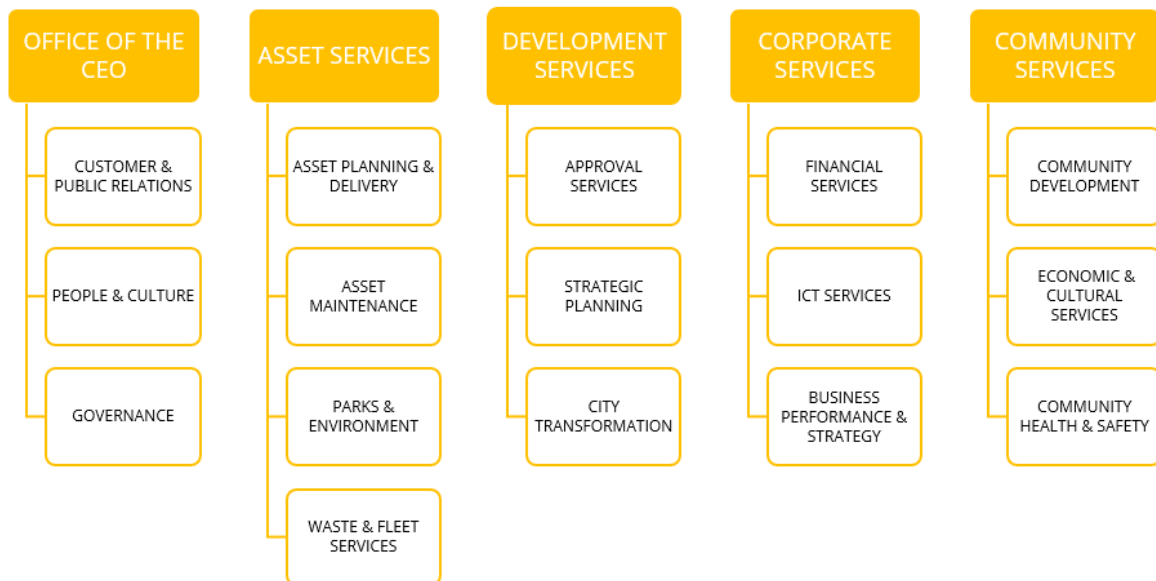 OFFICE OF THE
CEO
CUSTOMER &
PUBLIC RELATIONS
PEOPLE & CULTURE
GOVERNANCE
ASSET SERVICES
ASSET PLANNING &
DELIVERY
ASSET
MAINTENANCE
PARKS &
ENVIRONMENT
WASTE & FLEET
SERVICES
DEVELOPMENT
SERVICES
APPROVAL
SERVICES
STRATEGIC
PLANNING
CITY
TRANSFORMATION
CORPORATE
SERVICES
FINANCIAL
SERVICES
ICT SERVICES
BUSINESS
PERFORMANCE &
STRATEGY
COMMUNITY
SERVICES
COMMUNITY
DEVELOPMENT
ECONOMIC &
CULTURAL
SERVICES
COMMUNITY
HEALTH & SAFETY